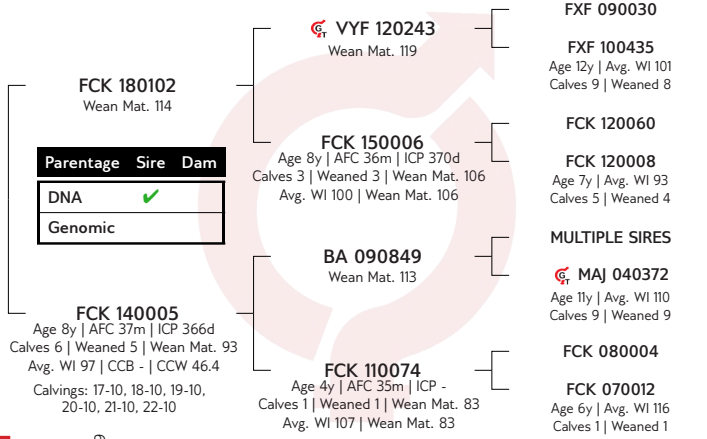 FXF 090030
GT VYF 120243
Wean Mat. 119
FXF 100435
Age 12y | Avg. WI 101
Calves 9 | Weaned 8
FCK 180102
Wean Mat. 114
FCK 120060
FCK 150006
Age 8y | AFC 36m | ICP 370d
Calves 3 | Weaned 3 | Wean Mat. 106
Avg. WI 100 | Wean Mat. 106
FCK 120008
Age 7y | Avg. WI 93
Calves 5 | Weaned 4
Parentage Sire Dam
DNA ✔
Genomic
MULTIPLE SIRES
BA 090849
Wean Mat. 113
GT MAJ 040372
Age 11y | Avg. WI 110
Calves 9 | Weaned 9
FCK 140005
Age 8y | AFC 37m | ICP 366d
Calves 6 | Weaned 5 | Wean Mat. 93
Avg. WI 97 | CCB - | CCW 46.4
Calvings: 17-10, 18-10, 19-10,
20-10, 21-10, 22-10
FCK 080004
FCK 110074
Age 4y | AFC 35m | ICP -
Calves 1 | Weaned 1 | Wean Mat. 83
Avg. WI 107 | Wean Mat. 83
FCK 070012
Age 6y | Avg. WI 116
Calves 1 | Weaned 1